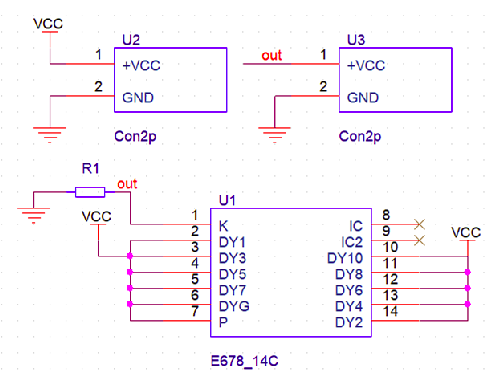 VCC
U2
1
+VCC
2
GND
Con2p
U3
out
1
+VCC
2
GND
Con2p
R1
out
VCC
U1
1 K IC 8
2 DY1 IC2 9
3 DY3 DY10 10
4 DY5 DY8 11
5 DY7 DY6 12
6 DYG DY4 13
7 P DY2 14
VCC
E678_14C